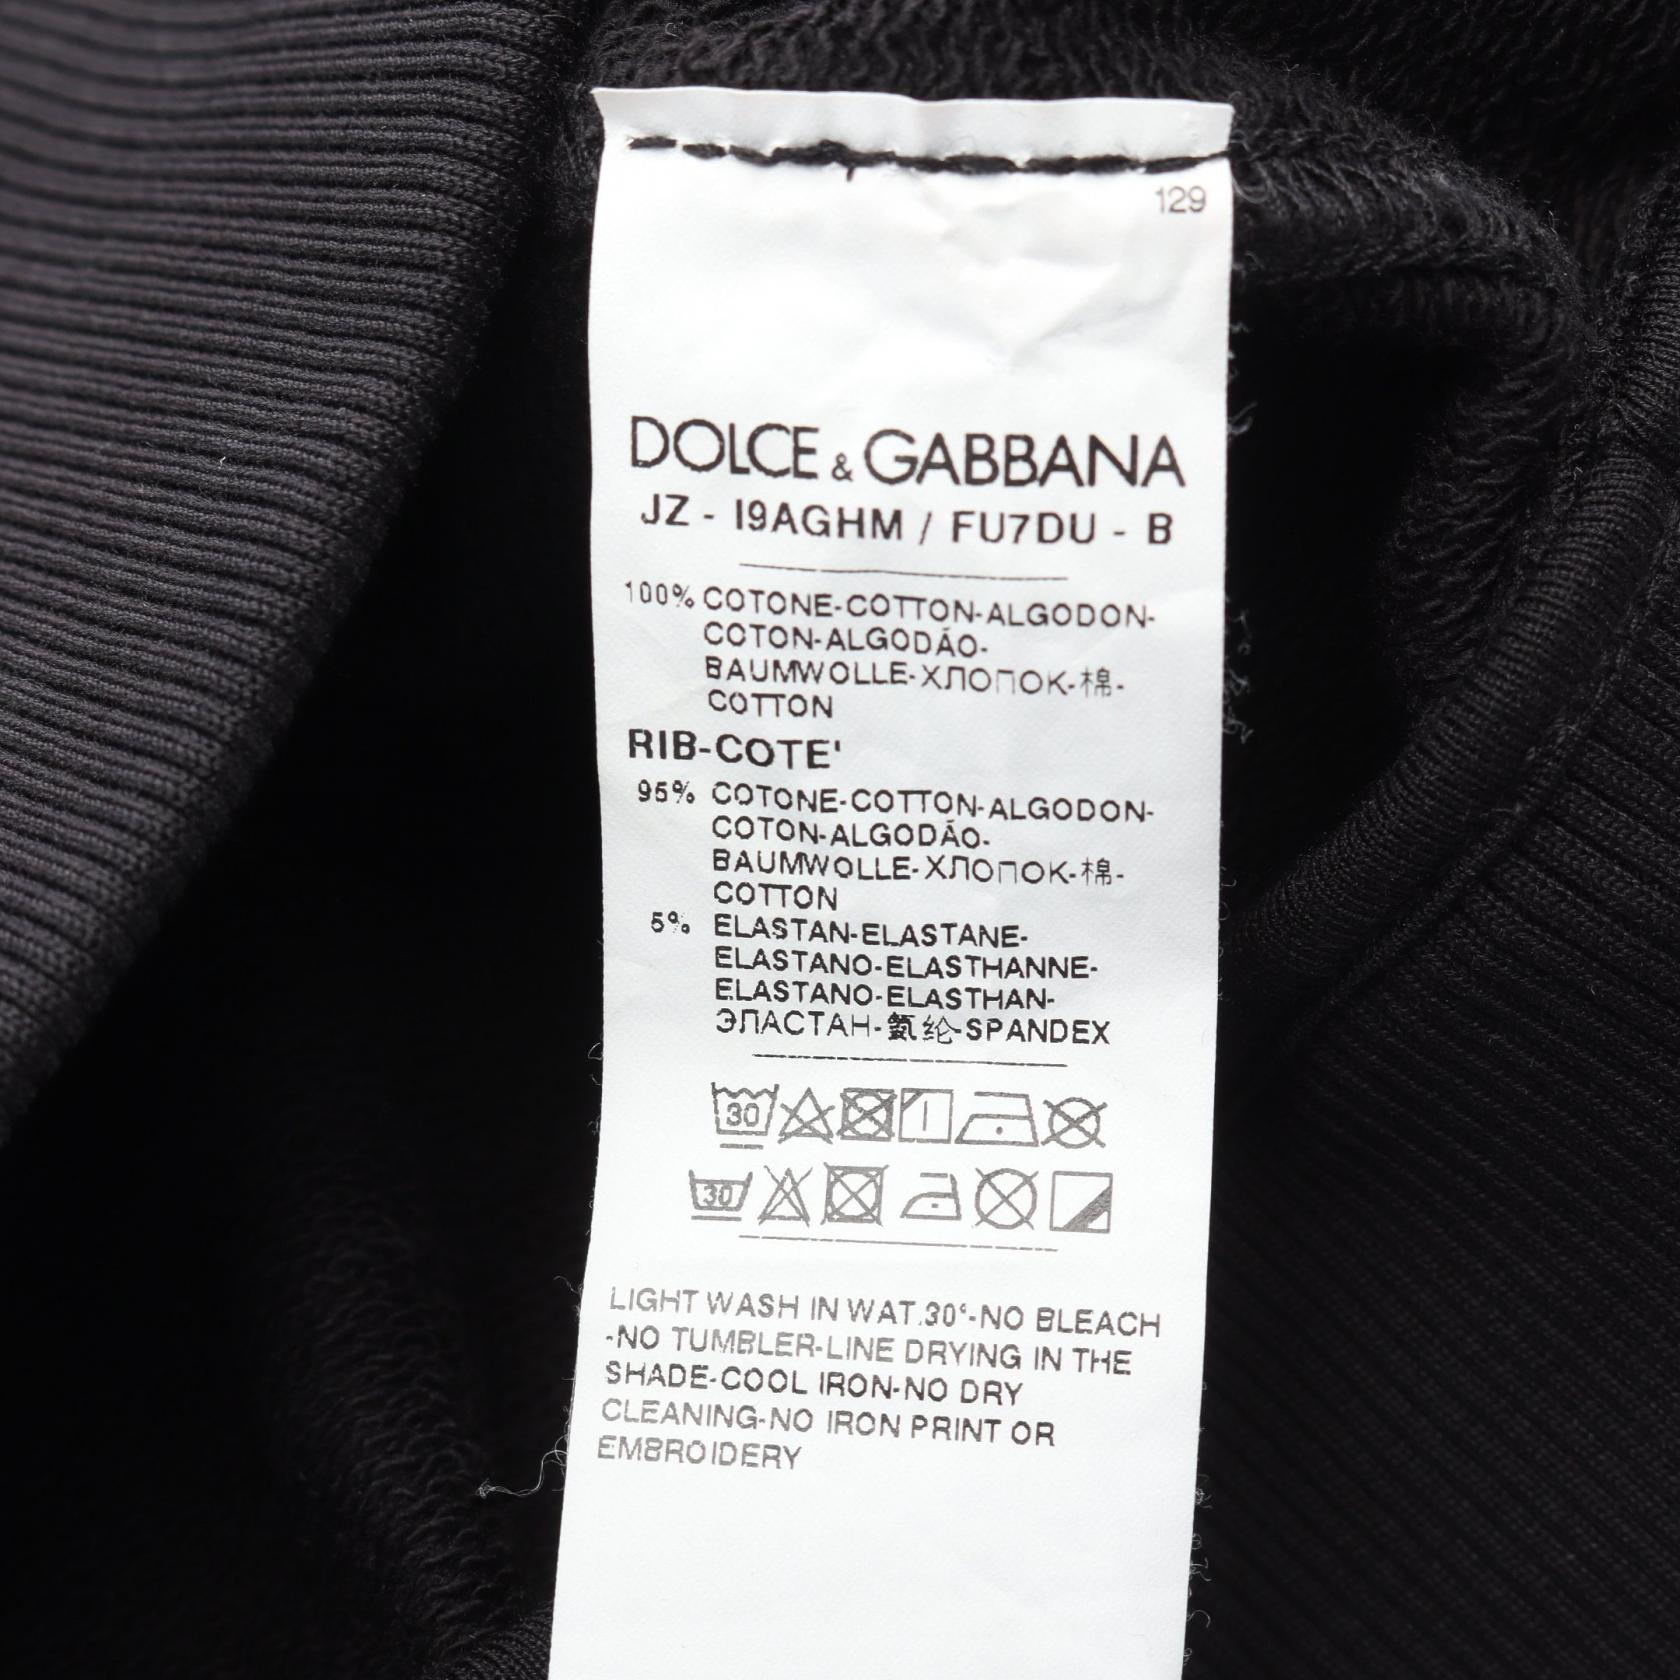 129
DOLCE & GABBANA
JZ - I9AGHM / FU7DU - B
100% COTONE-COTTON-ALGODON-
COTON-ALGODÃO-
BAUMWOLLE-ХЛОПОК-棉-
COTTON
RIB-COTE'
95% COTONE-COTTON-ALGODON-
COTON-ALGODÃO-
BAUMWOLLE-ХЛОПОК-棉-
COTTON
5% ELASTAN-ELASTANE-
ELASTANO-ELASTHANNE-
ELASTANO-ELASTHAN-
ЭЛАСТАН-氨纶-SPANDEX
30
30
LIGHT WASH IN WAT.30°-NO BLEACH
-NO TUMBLER-LINE DRYING IN THE
SHADE-COOL IRON-NO DRY
CLEANING-NO IRON PRINT OR
EMBROIDERY